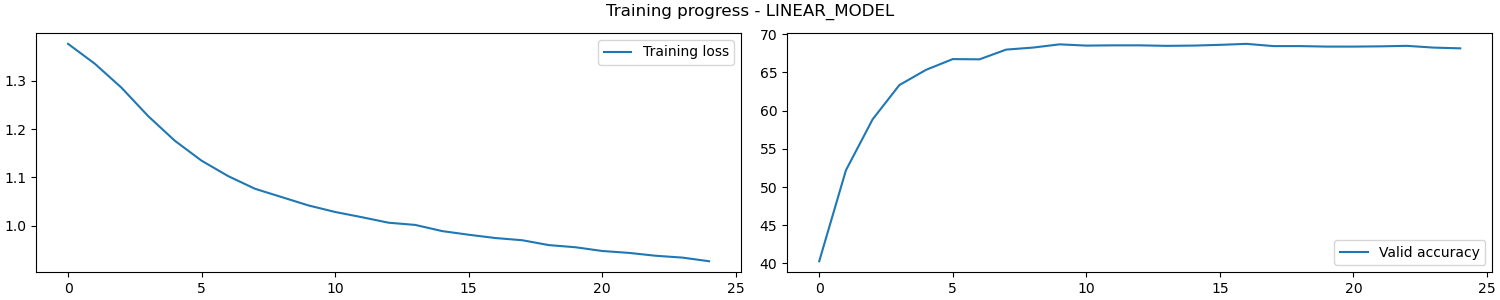 Training progress - LINEAR_MODEL
Training loss
1.3
1.2
1.1
1.0
0 5 10 15 20 25
70
65
60
55
50
45
40
Valid accuracy
0 5 10 15 20 25